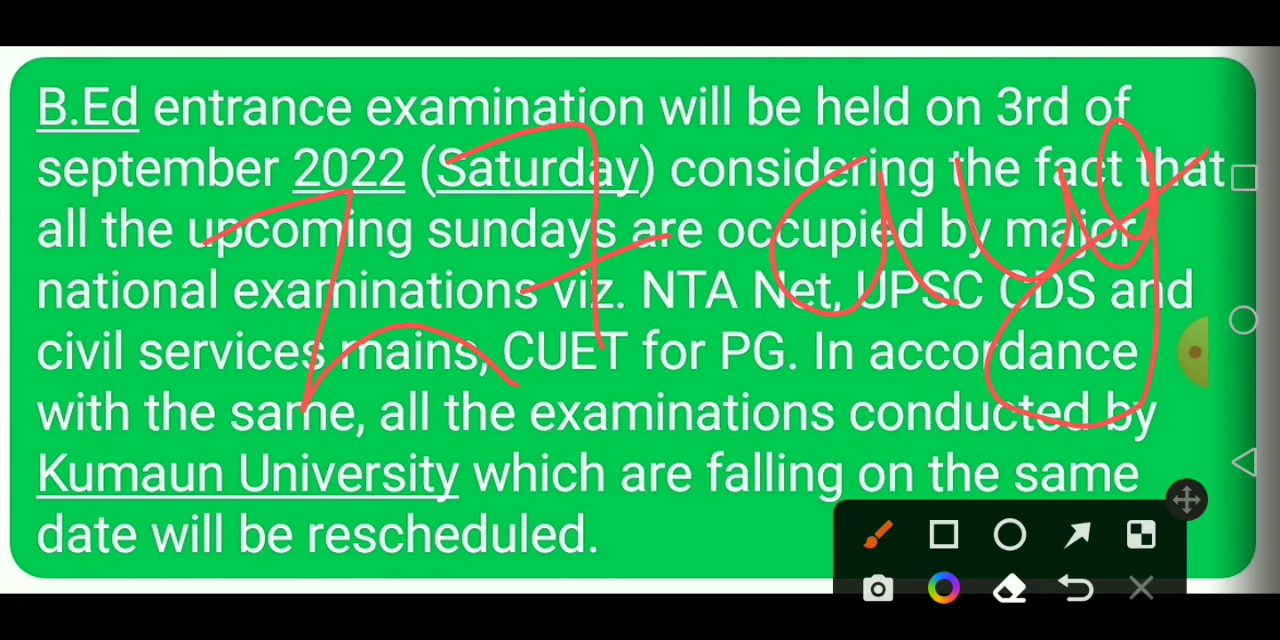 B.Ed entrance examination will be held on 3rd of
september 2022 (Saturday) considering the fact that
all the upcoming sundays are occupied by major
national examinations viz. NTA Net, UPSC CDS and
civil services mains, CUET for PG. In accordance
with the same, all the examinations conducted by
Kumaun University which are falling on the same
date will be rescheduled.
27 aug